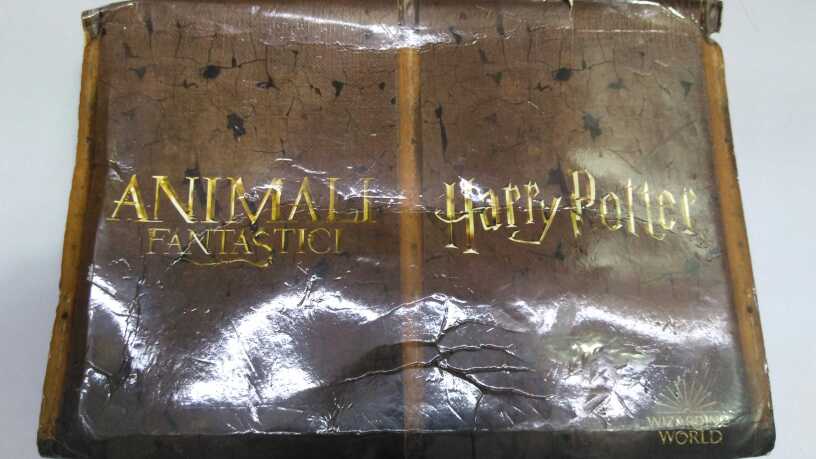 ANIMALI
FANTASTICI
Harry Potter
WIZARDING
WORLD